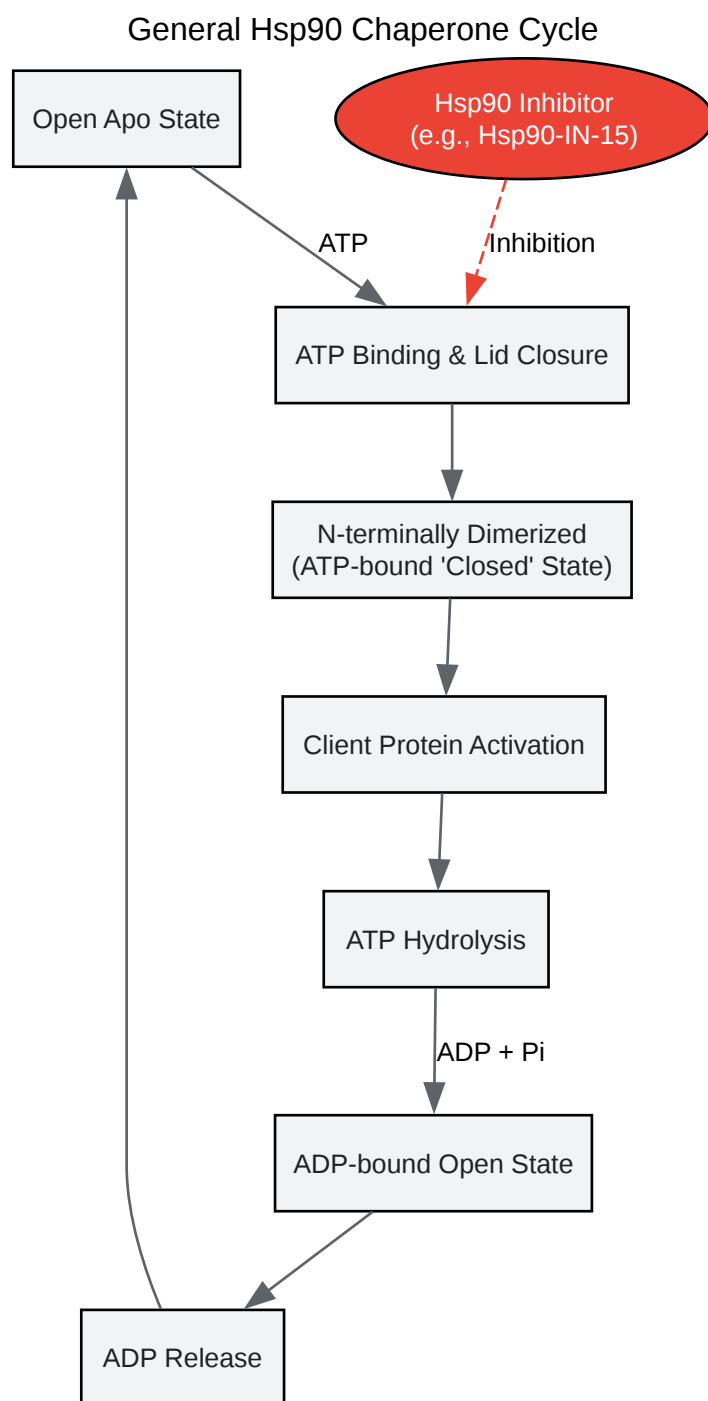 General Hsp90 Chaperone Cycle
Open Apo State
Hsp90 Inhibitor
(e.g., Hsp90-IN-15)
ATP
Inhibition
ATP Binding & Lid Closure
N-terminally Dimerized
(ATP-bound 'Closed' State)
Client Protein Activation
ATP Hydrolysis
ADP + Pi
ADP-bound Open State
ADP Release